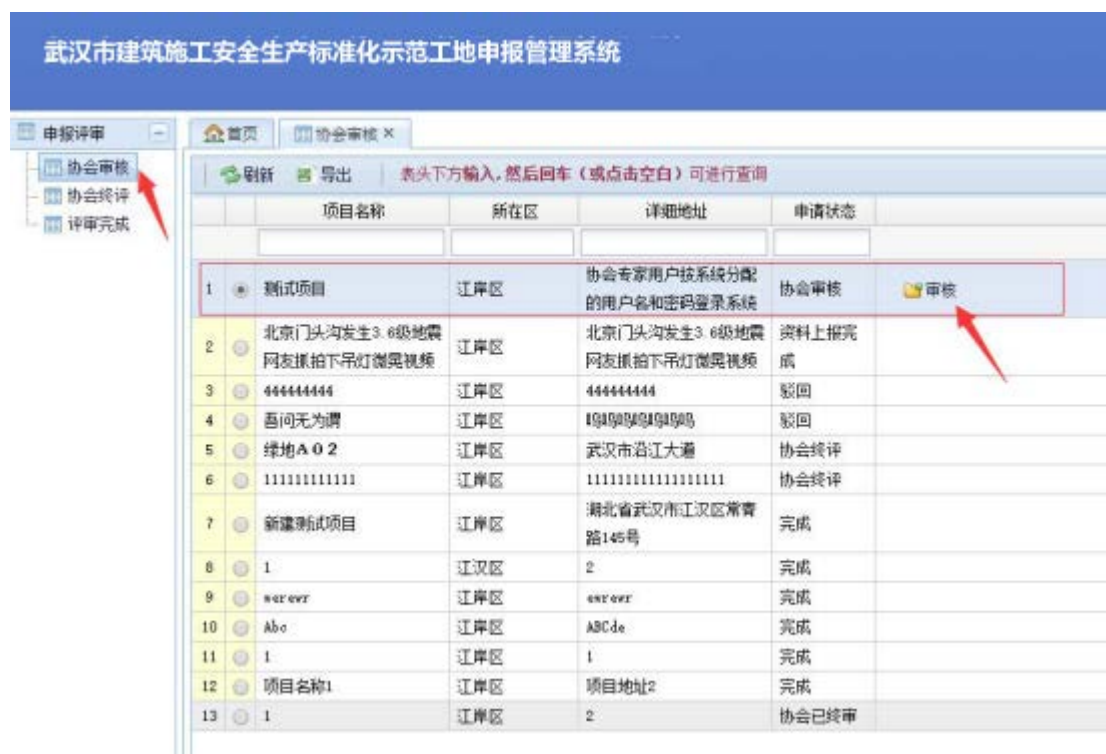 武汉市建筑施工安全生产标准化示范工地申报管理系统
申报评审
首页 协会审核 ×
协会审核
协会终评
评审完成
刷新 导出 表头下方输入,然后回车（或点击空白）可进行查询
项目名称 所在区 详细地址 申请状态
1 测试项目 江岸区 协会专家用户按系统分配 协会审核 审核
的用户名和密码登录系统
2 北京门头沟发生3.6级地震 江岸区 北京门头沟发生3.6级地震 资料上报完
网友抓拍下吊灯微晃视频 网友抓拍下吊灯微晃视频 成
3 444444444 江岸区 444444444 驳回
4 吾问无为谓 江岸区 驳回
5 绿地A02 江岸区 武汉市沿江大道 协会终评
6 111111111111 江岸区 11111111111111111 协会终评
7 新建测试项目 江岸区 湖北省武汉市江汉区常青 完成
路145号
8 1 江汉区 2 完成
9 江岸区 完成
10 Abc 江岸区 ABCde 完成
11 1 江岸区 1 完成
12 项目名称1 江岸区 项目地址2 完成
13 1 江岸区 2 协会已终审